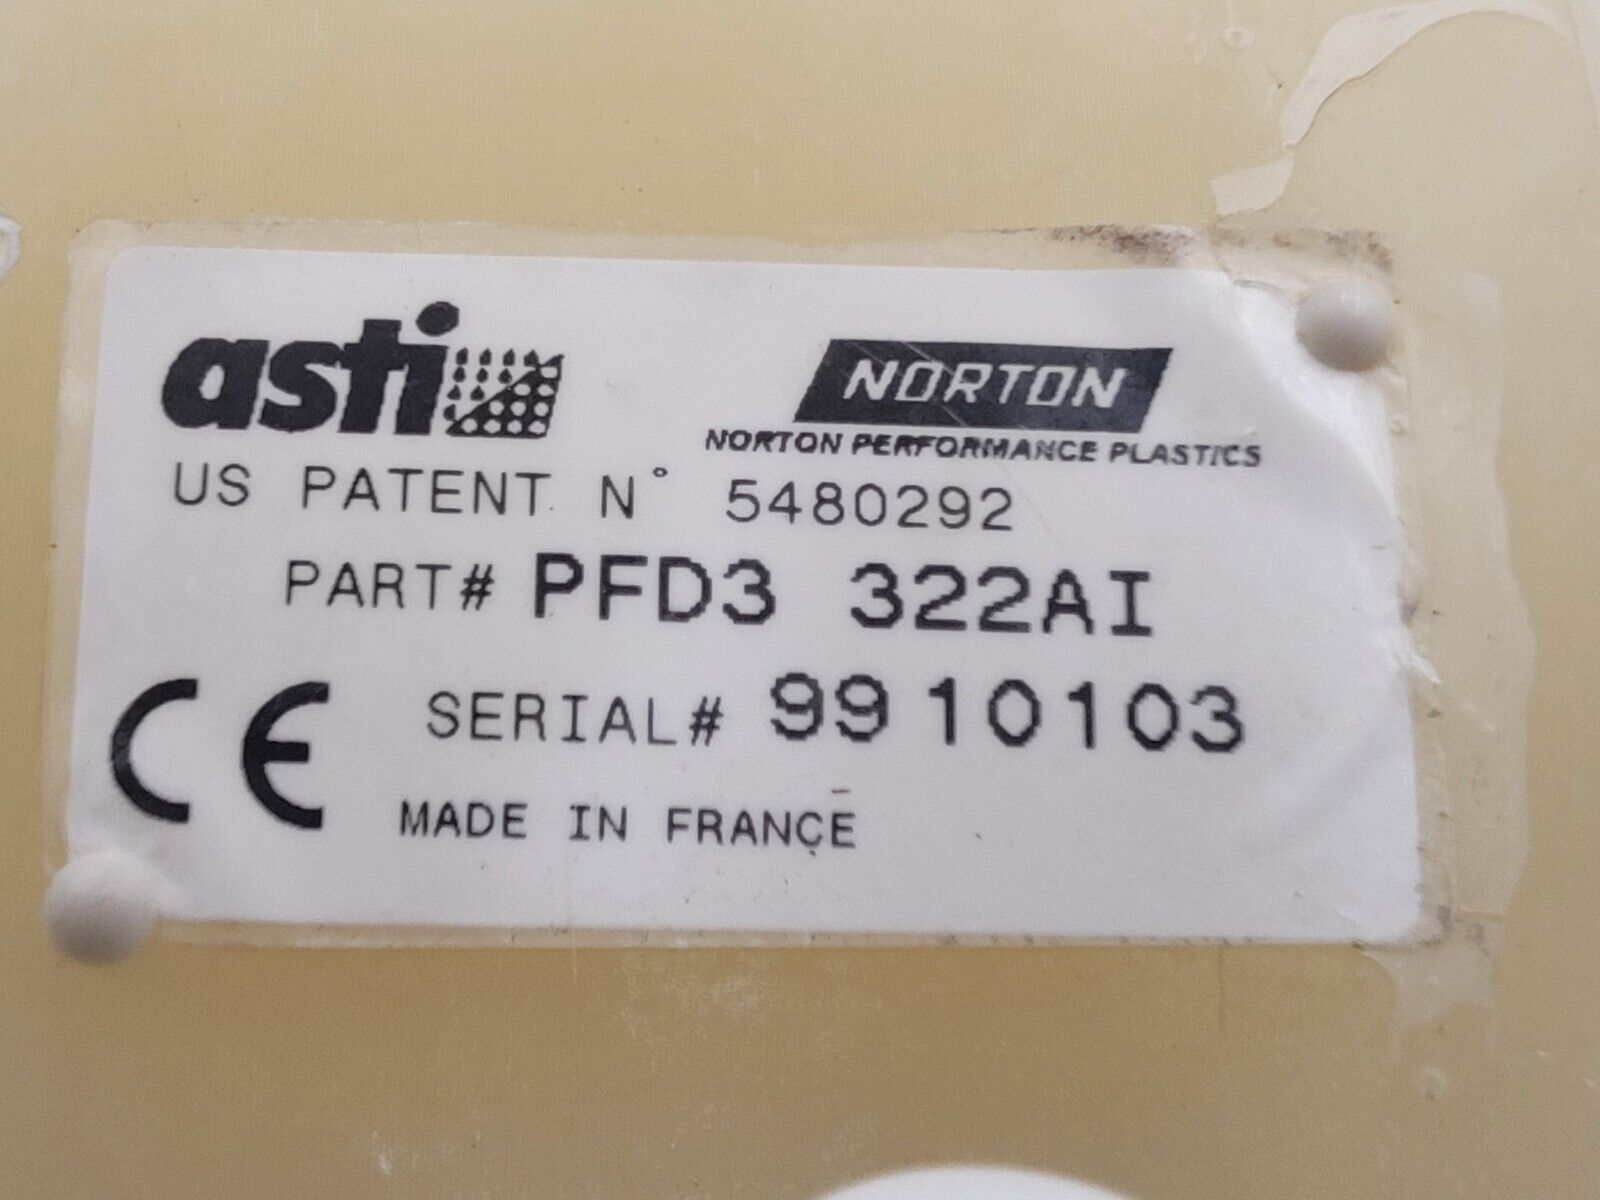 asti NORTON
NORTON PERFORMANCE PLASTICS
US PATENT N° 5480292
PART# PFD3 322AI
CE SERIAL# 9910103
MADE IN FRANCE